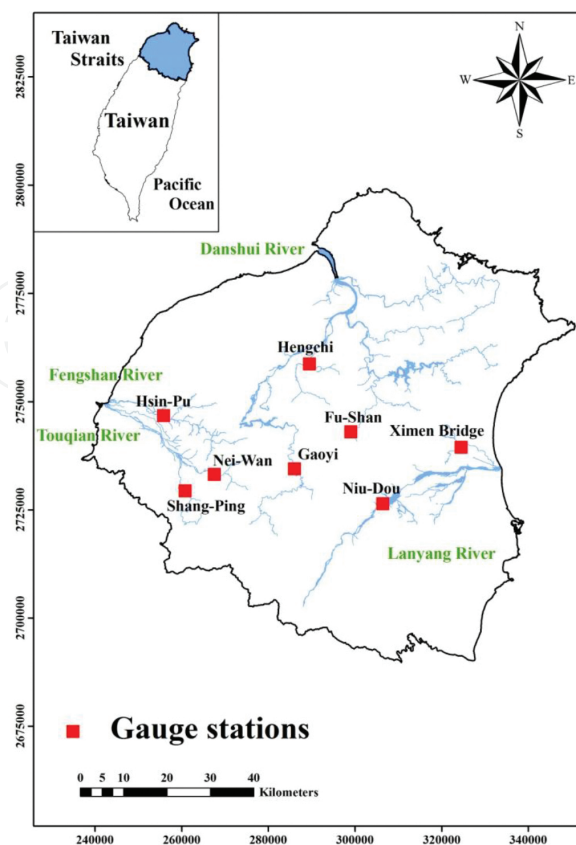 Taiwan
Straits
Taiwan
Pacific
Ocean
N
W
E
S
2825000
2800000
2775000
2750000
2725000
2700000
2675000
Danshui River
Hengchi
Fengshan River
Hsin-Pu
Fu-Shan
Ximen Bridge
Touqian River
Nei-Wan
Gaoyi
Shang-Ping
Niu-Dou
Lanyang River
Gauge stations
0 5 10 20 30 40
Kilometers
240000 260000 280000 300000 320000 340000